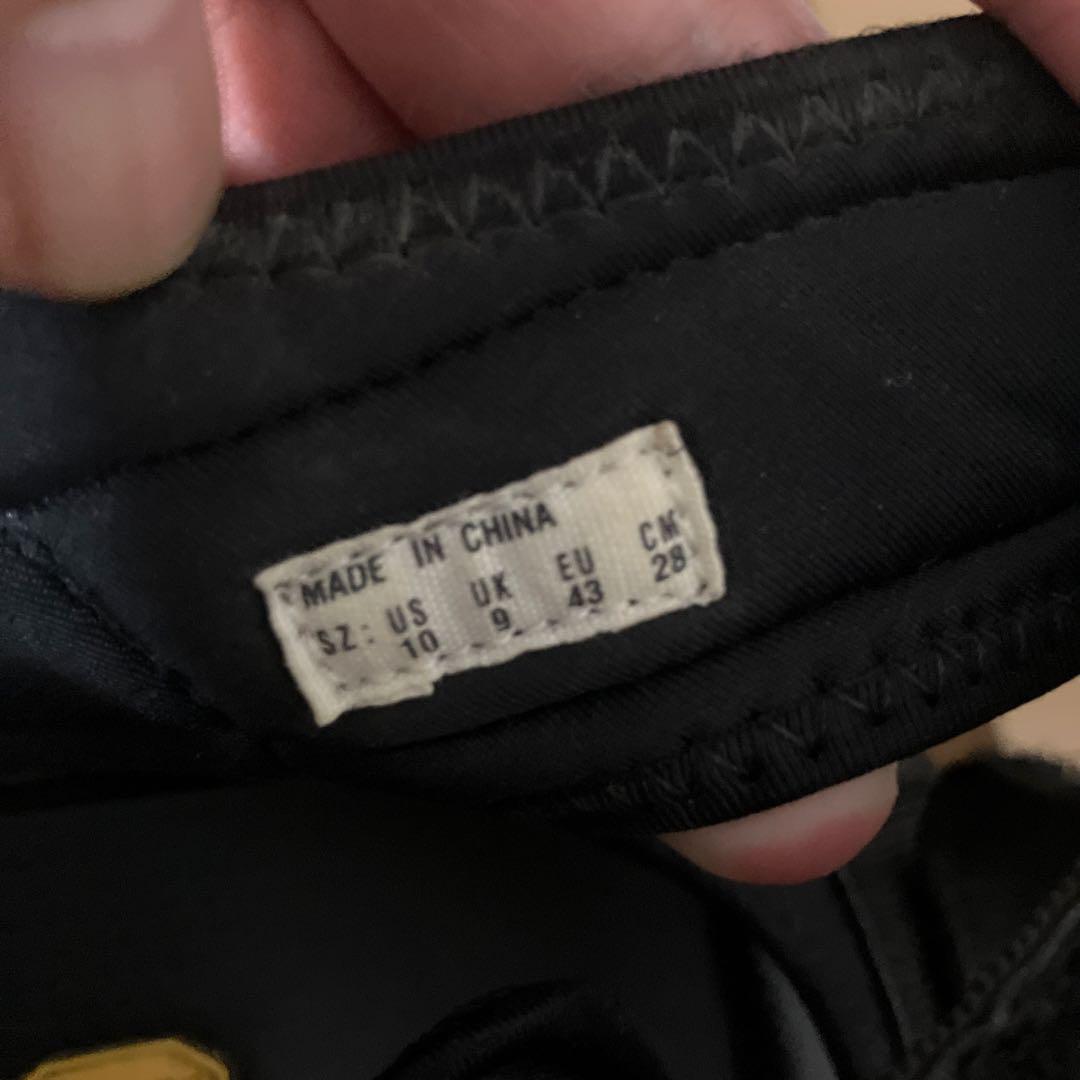 MADE IN CHINA
SZ: US UK EU CM
10 9 43 28